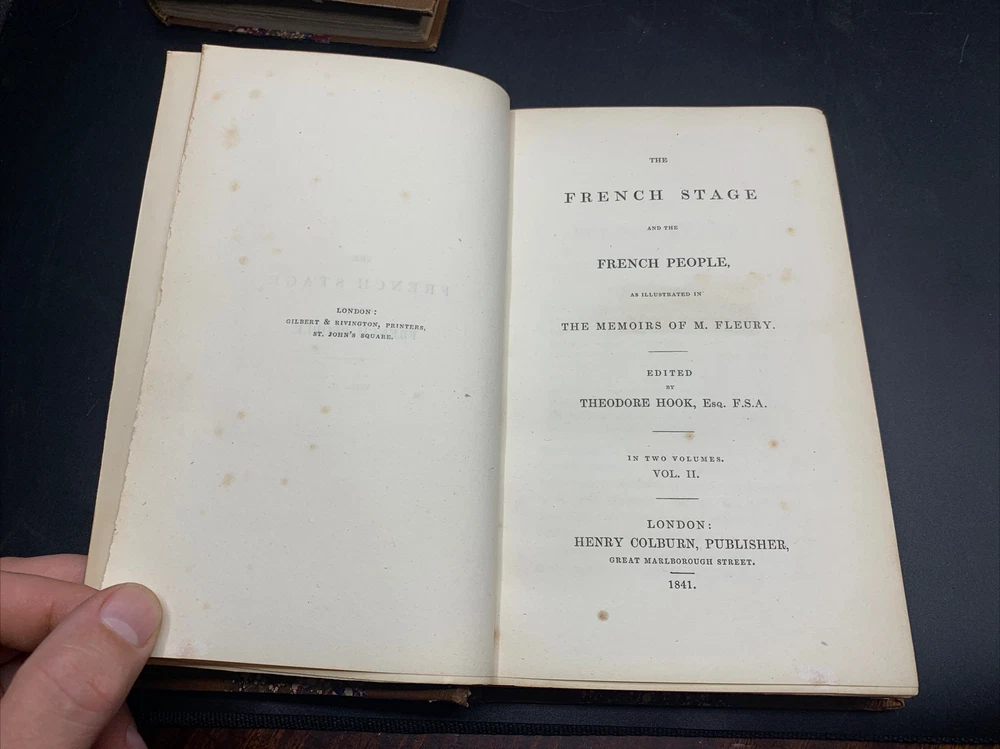 LONDON:
GILBERT & RIVINGTON, PRINTERS,
ST. JOHN'S SQUARE.
THE
FRENCH STAGE
AND THE
FRENCH PEOPLE,
AS ILLUSTRATED IN
THE MEMOIRS OF M. FLEURY.
EDITED
BY
THEODORE HOOK, Esq. F.S.A.
IN TWO VOLUMES.
VOL. II.
LONDON:
HENRY COLBURN, PUBLISHER,
GREAT MARLBOROUGH STREET.
1841.